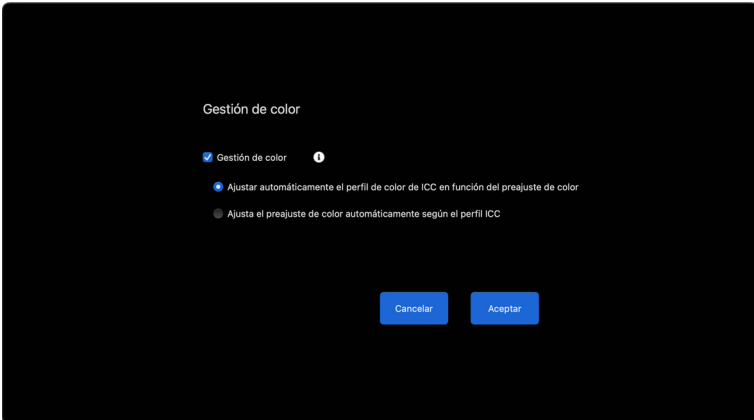 Gestión de color
Gestión de color
Ajustar automáticamente el perfil de color de ICC en función del preajuste de color
Ajusta el preajuste de color automáticamente según el perfil ICC
Cancelar
Aceptar